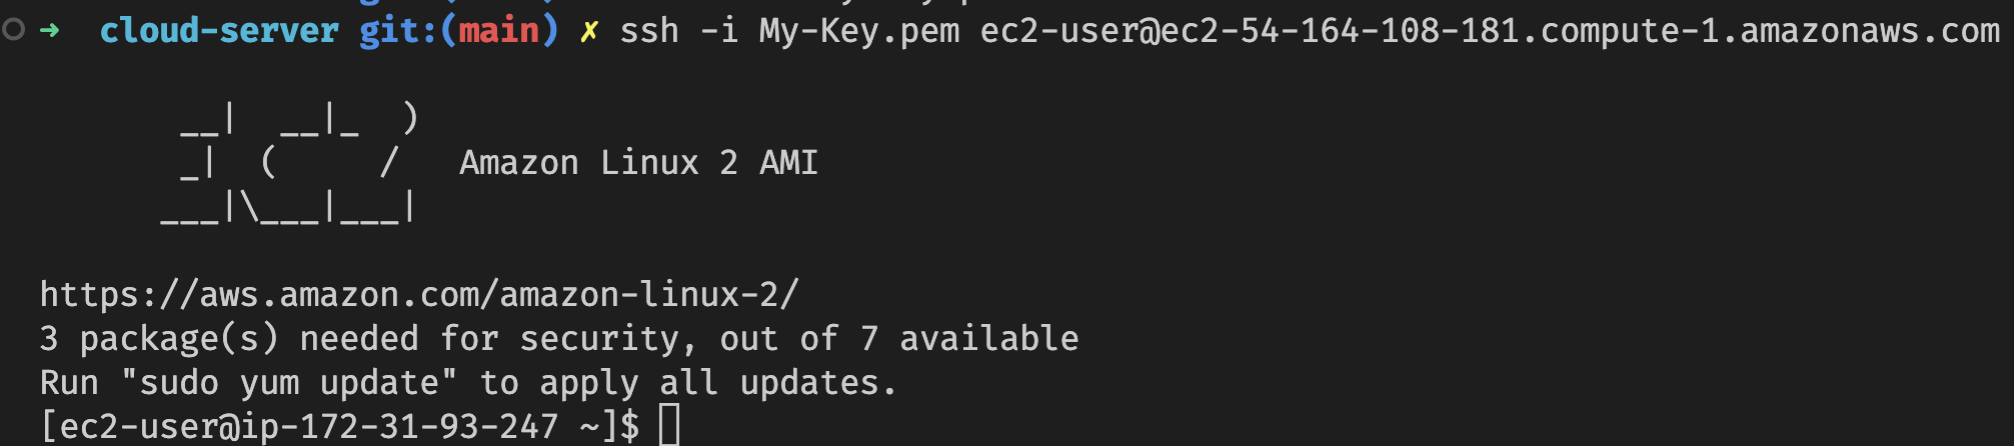 ➜  cloud-server git:(main) ✗ ssh -i My-Key.pem ec2-user@ec2-54-164-108-181.compute-1.amazonaws.com

       __|  __|_  )
       _|  (     /   Amazon Linux 2 AMI
      ___|\___|___|

https://aws.amazon.com/amazon-linux-2/
3 package(s) needed for security, out of 7 available
Run "sudo yum update" to apply all updates.
[ec2-user@ip-172-31-93-247 ~]$